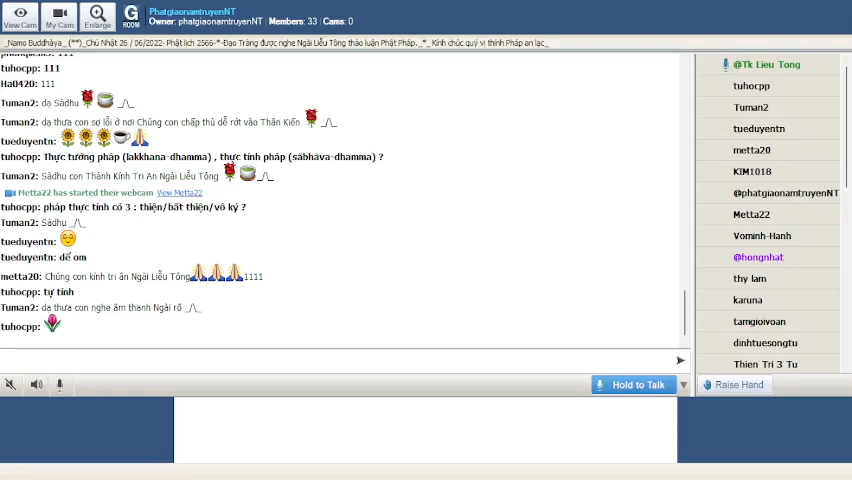 View Cam
My Cam
Enlarge
G
ROOM
PhatgiaonamtruyenNT
Owner: phatgiaonamtruyenNT | Members: 33 | Cams: 0
_Namo Buddhàya_ (**)_Chủ Nhật 26 / 06/2022- Phật lịch 2566-*-Đạo Tràng được nghe Ngài Liễu Tông thảo luận Phật Pháp._*_Kính chúc quý vị thính Pháp an lạc_
tuhocpp: 111
Ha0420: 111
Tuman2: dạ Sàdhu _/\_
Tuman2: dạ thưa con sợ lỗi ở nơi Chúng con chấp thủ dễ rớt vào Thân Kiến _/\_
tueduyentn:
tuhocpp: Thực tướng pháp (lakkhana-dhamma) , thực tính pháp (sabhāva-dhamma) ?
Tuman2: Sàdhu con Thành Kính Tri Ân Ngài Liễu Tông _/\_
Metta22 has started their webcam View Metta22
tuhocpp: pháp thực tính có 3 : thiện/bất thiện/vô ký ?
Tuman2: Sàdhu _/\_
tueduyentn:
tueduyentn: dể om
metta20: Chúng con kính tri ân Ngài Liễu Tông 1111
tuhocpp: tự tính
Tuman2: dạ thưa con nghe âm thanh Ngài rõ _/\_
tuhocpp:
@Tk Lieu Tong
tuhocpp
Tuman2
tueduyentn
metta20
KIM1018
@phatgiaonamtruyenNT
Metta22
Vominh-Hanh
@hongnhat
thy lam
karuna
tamgioivoan
dinhtuesongtu
Thien Tri 3 Tu
Hold to Talk
Raise Hand